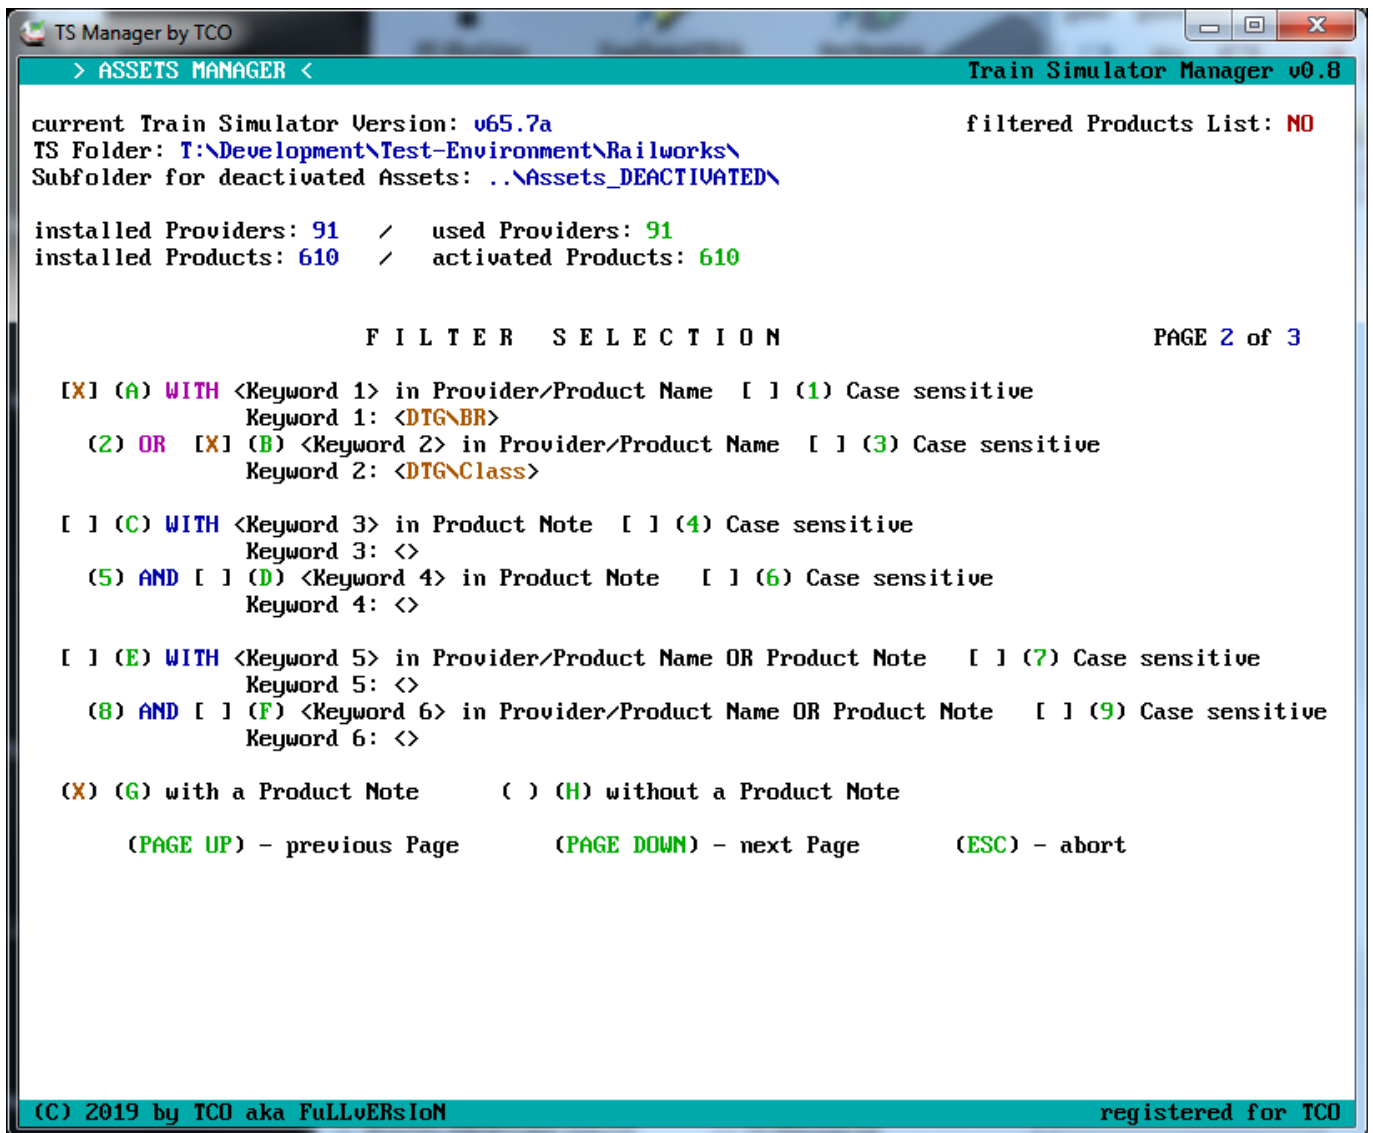 TS Manager by TCO
> ASSETS MANAGER < Train Simulator Manager v0.8
current Train Simulator Version: v65.7a filtered Products List: NO
TS Folder: T:\Development\Test-Environment\Railworks\
Subfolder for deactivated Assets: ..\Assets_DEACTIVATED\
installed Providers: 91 / used Providers: 91
installed Products: 610 / activated Products: 610
F I L T E R S E L E C T I O N PAGE 2 of 3
[X] (A) WITH <Keyword 1> in Provider/Product Name [ ] (1) Case sensitive
Keyword 1: <DTG\BR>
(2) OR [X] (B) <Keyword 2> in Provider/Product Name [ ] (3) Case sensitive
Keyword 2: <DTG\Class>
[ ] (C) WITH <Keyword 3> in Product Note [ ] (4) Case sensitive
Keyword 3: <>
(5) AND [ ] (D) <Keyword 4> in Product Note [ ] (6) Case sensitive
Keyword 4: <>
[ ] (E) WITH <Keyword 5> in Provider/Product Name OR Product Note [ ] (7) Case sensitive
Keyword 5: <>
(8) AND [ ] (F) <Keyword 6> in Provider/Product Name OR Product Note [ ] (9) Case sensitive
Keyword 6: <>
(X) (G) with a Product Note ( ) (H) without a Product Note
(PAGE UP) - previous Page (PAGE DOWN) - next Page (ESC) - abort
(C) 2019 by TCO aka FuLLvERsIoN registered for TCO